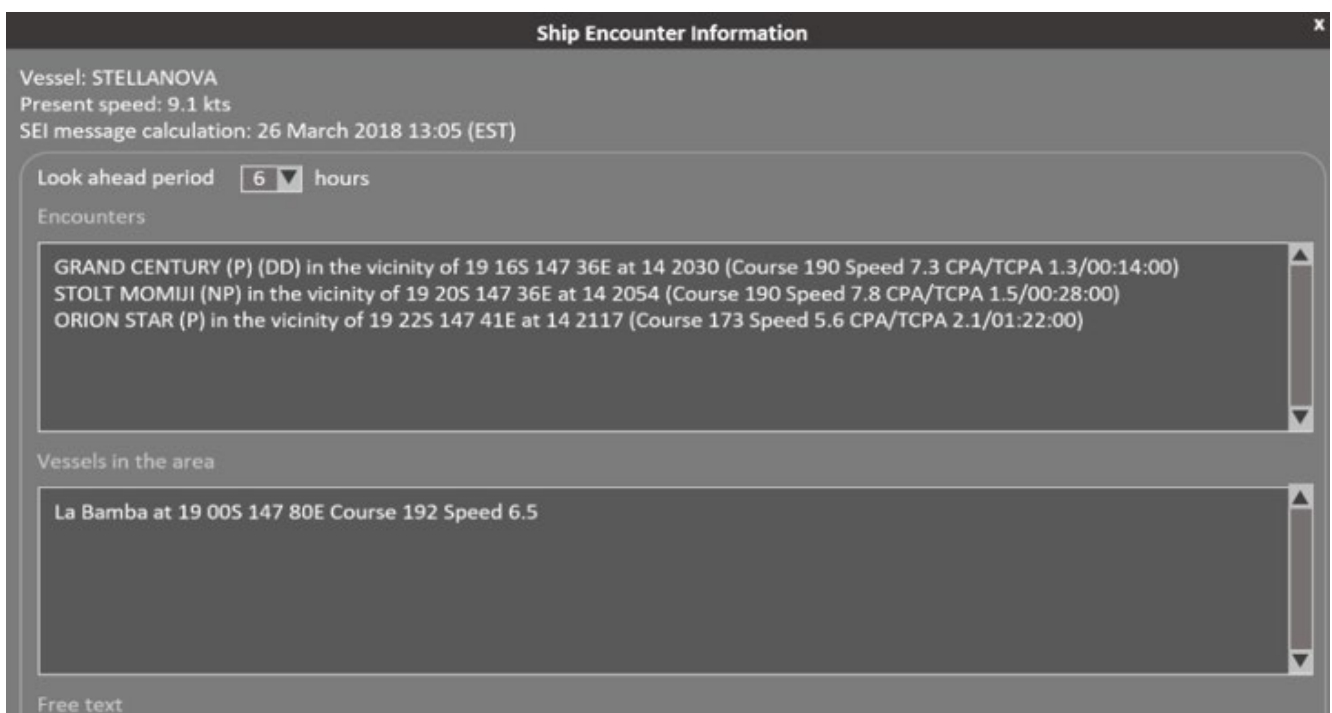 Ship Encounter Information
x
Vessel: STELLANOVA
Present speed: 9.1 kts
SEI message calculation: 26 March 2018 13:05 (EST)
Look ahead period 6 hours
Encounters
GRAND CENTURY (P) (DD) in the vicinity of 19 16S 147 36E at 14 2030 (Course 190 Speed 7.3 CPA/TCPA 1.3/00:14:00)
STOLT MOMIJI (NP) in the vicinity of 19 20S 147 36E at 14 2054 (Course 190 Speed 7.8 CPA/TCPA 1.5/00:28:00)
ORION STAR (P) in the vicinity of 19 22S 147 41E at 14 2117 (Course 173 Speed 5.6 CPA/TCPA 2.1/01:22:00)
Vessels in the area
La Bamba at 19 00S 147 80E Course 192 Speed 6.5
Free text